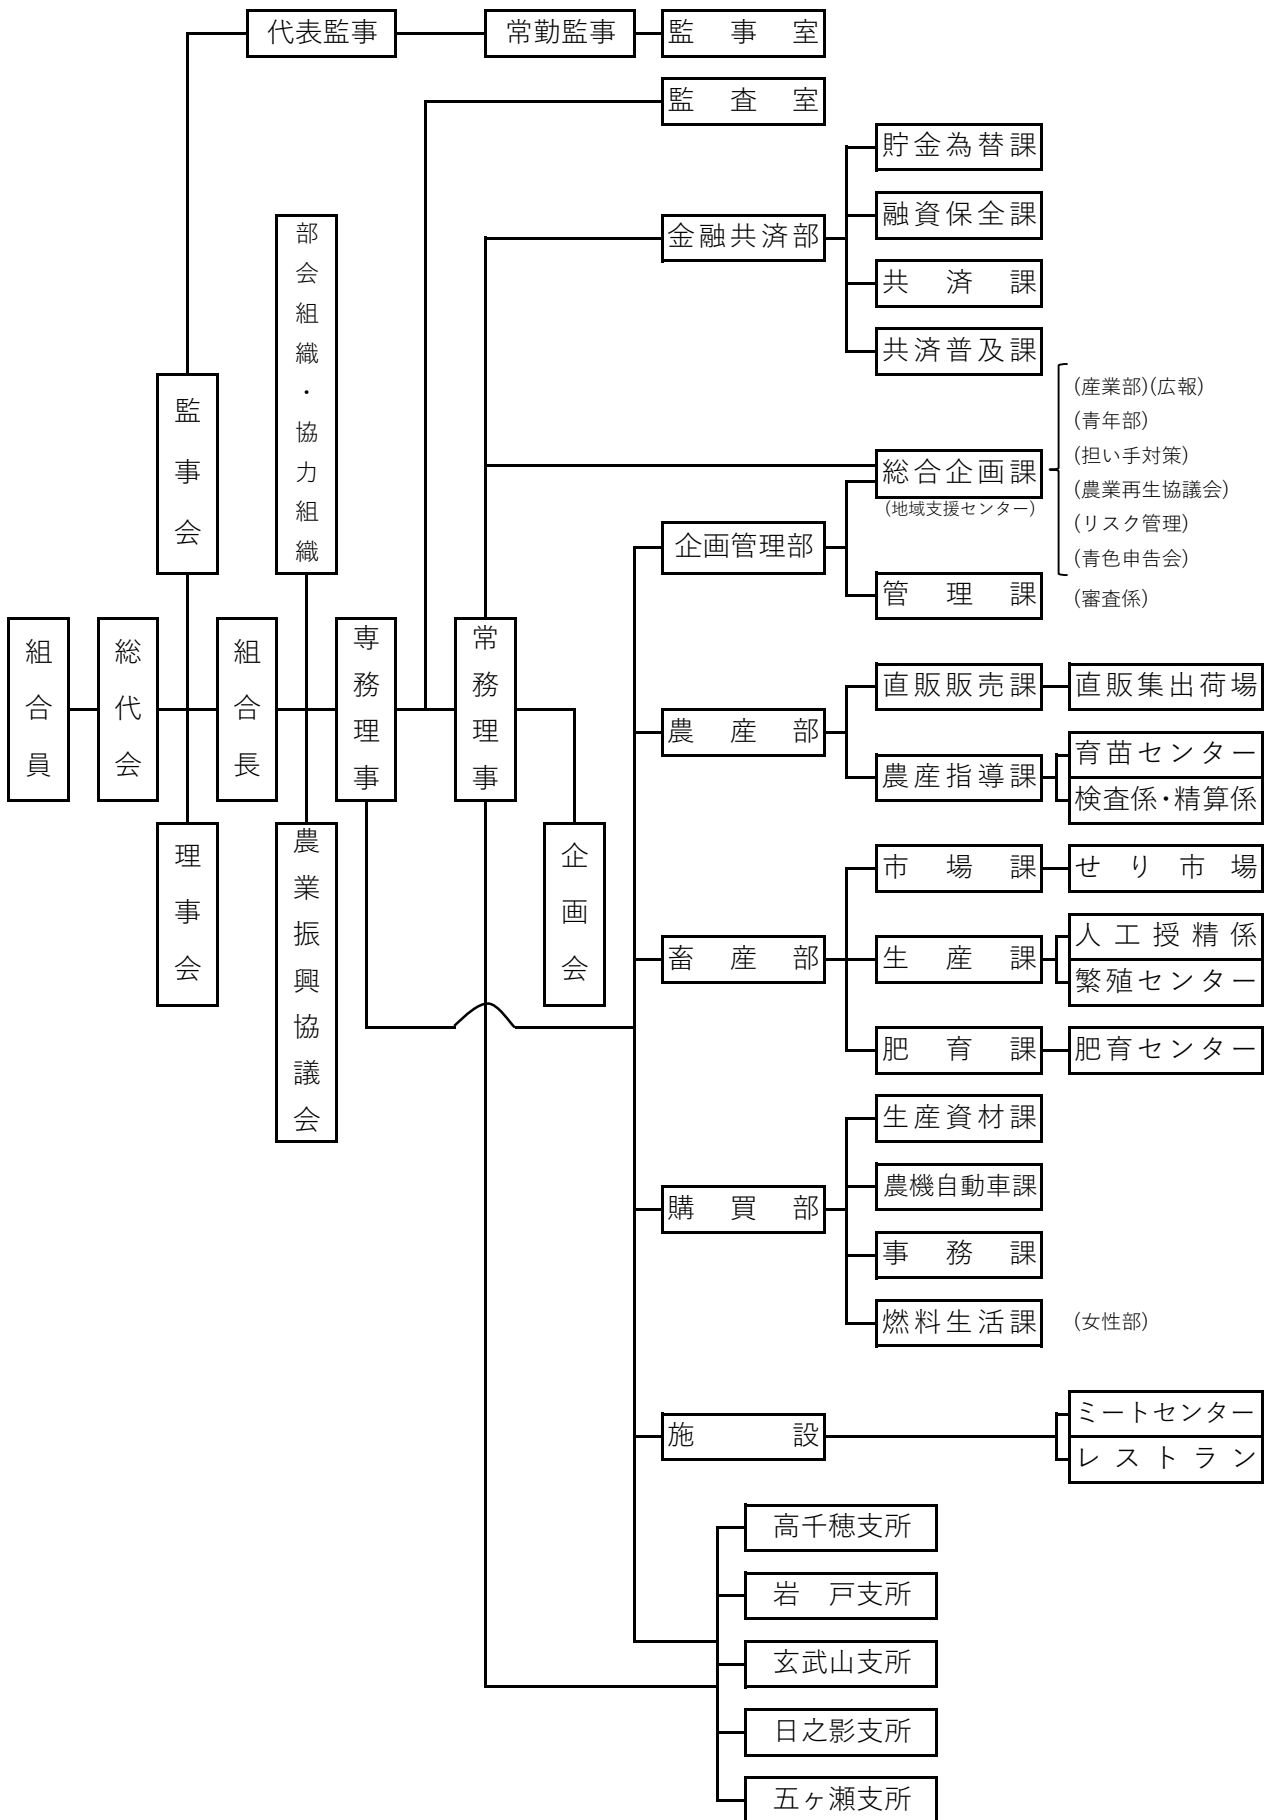 代表監事
常勤監事
監事室
監査室
貯金為替課
融資保全課
金融共済部
共済課
共済普及課
部会組織・協力組織
監事会
(産業部)(広報)
(青年部)
(担い手対策)
(農業再生協議会)
(リスク管理)
(青色申告会)
総合企画課
(地域支援センター)
企画管理部
管理課
(審査係)
組合員
総代会
組合長
専務理事
常務理事
直販販売課
直販集出荷場
農産部
農産指導課
育苗センター
検査係・精算係
理事会
農業振興協議会
企画会
市場課
せり市場
畜産部
生産課
人工授精係
繁殖センター
肥育課
肥育センター
生産資材課
農機自動車課
購買部
事務課
燃料生活課
(女性部)
施設
ミートセンター
レストラン
高千穂支所
岩　戸支所
玄武山支所
日之影支所
五ヶ瀬支所